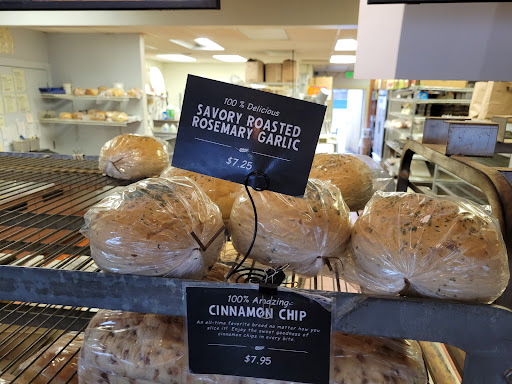 100 % Delicious
SAVORY ROASTED
ROSEMARY GARLIC
$7.25
100% Amazing
CINNAMON CHIP
An all-time favorite bread no matter how you
slice it! Enjoy the sweet goodness of
cinnamon chips in every bite.
$7.95